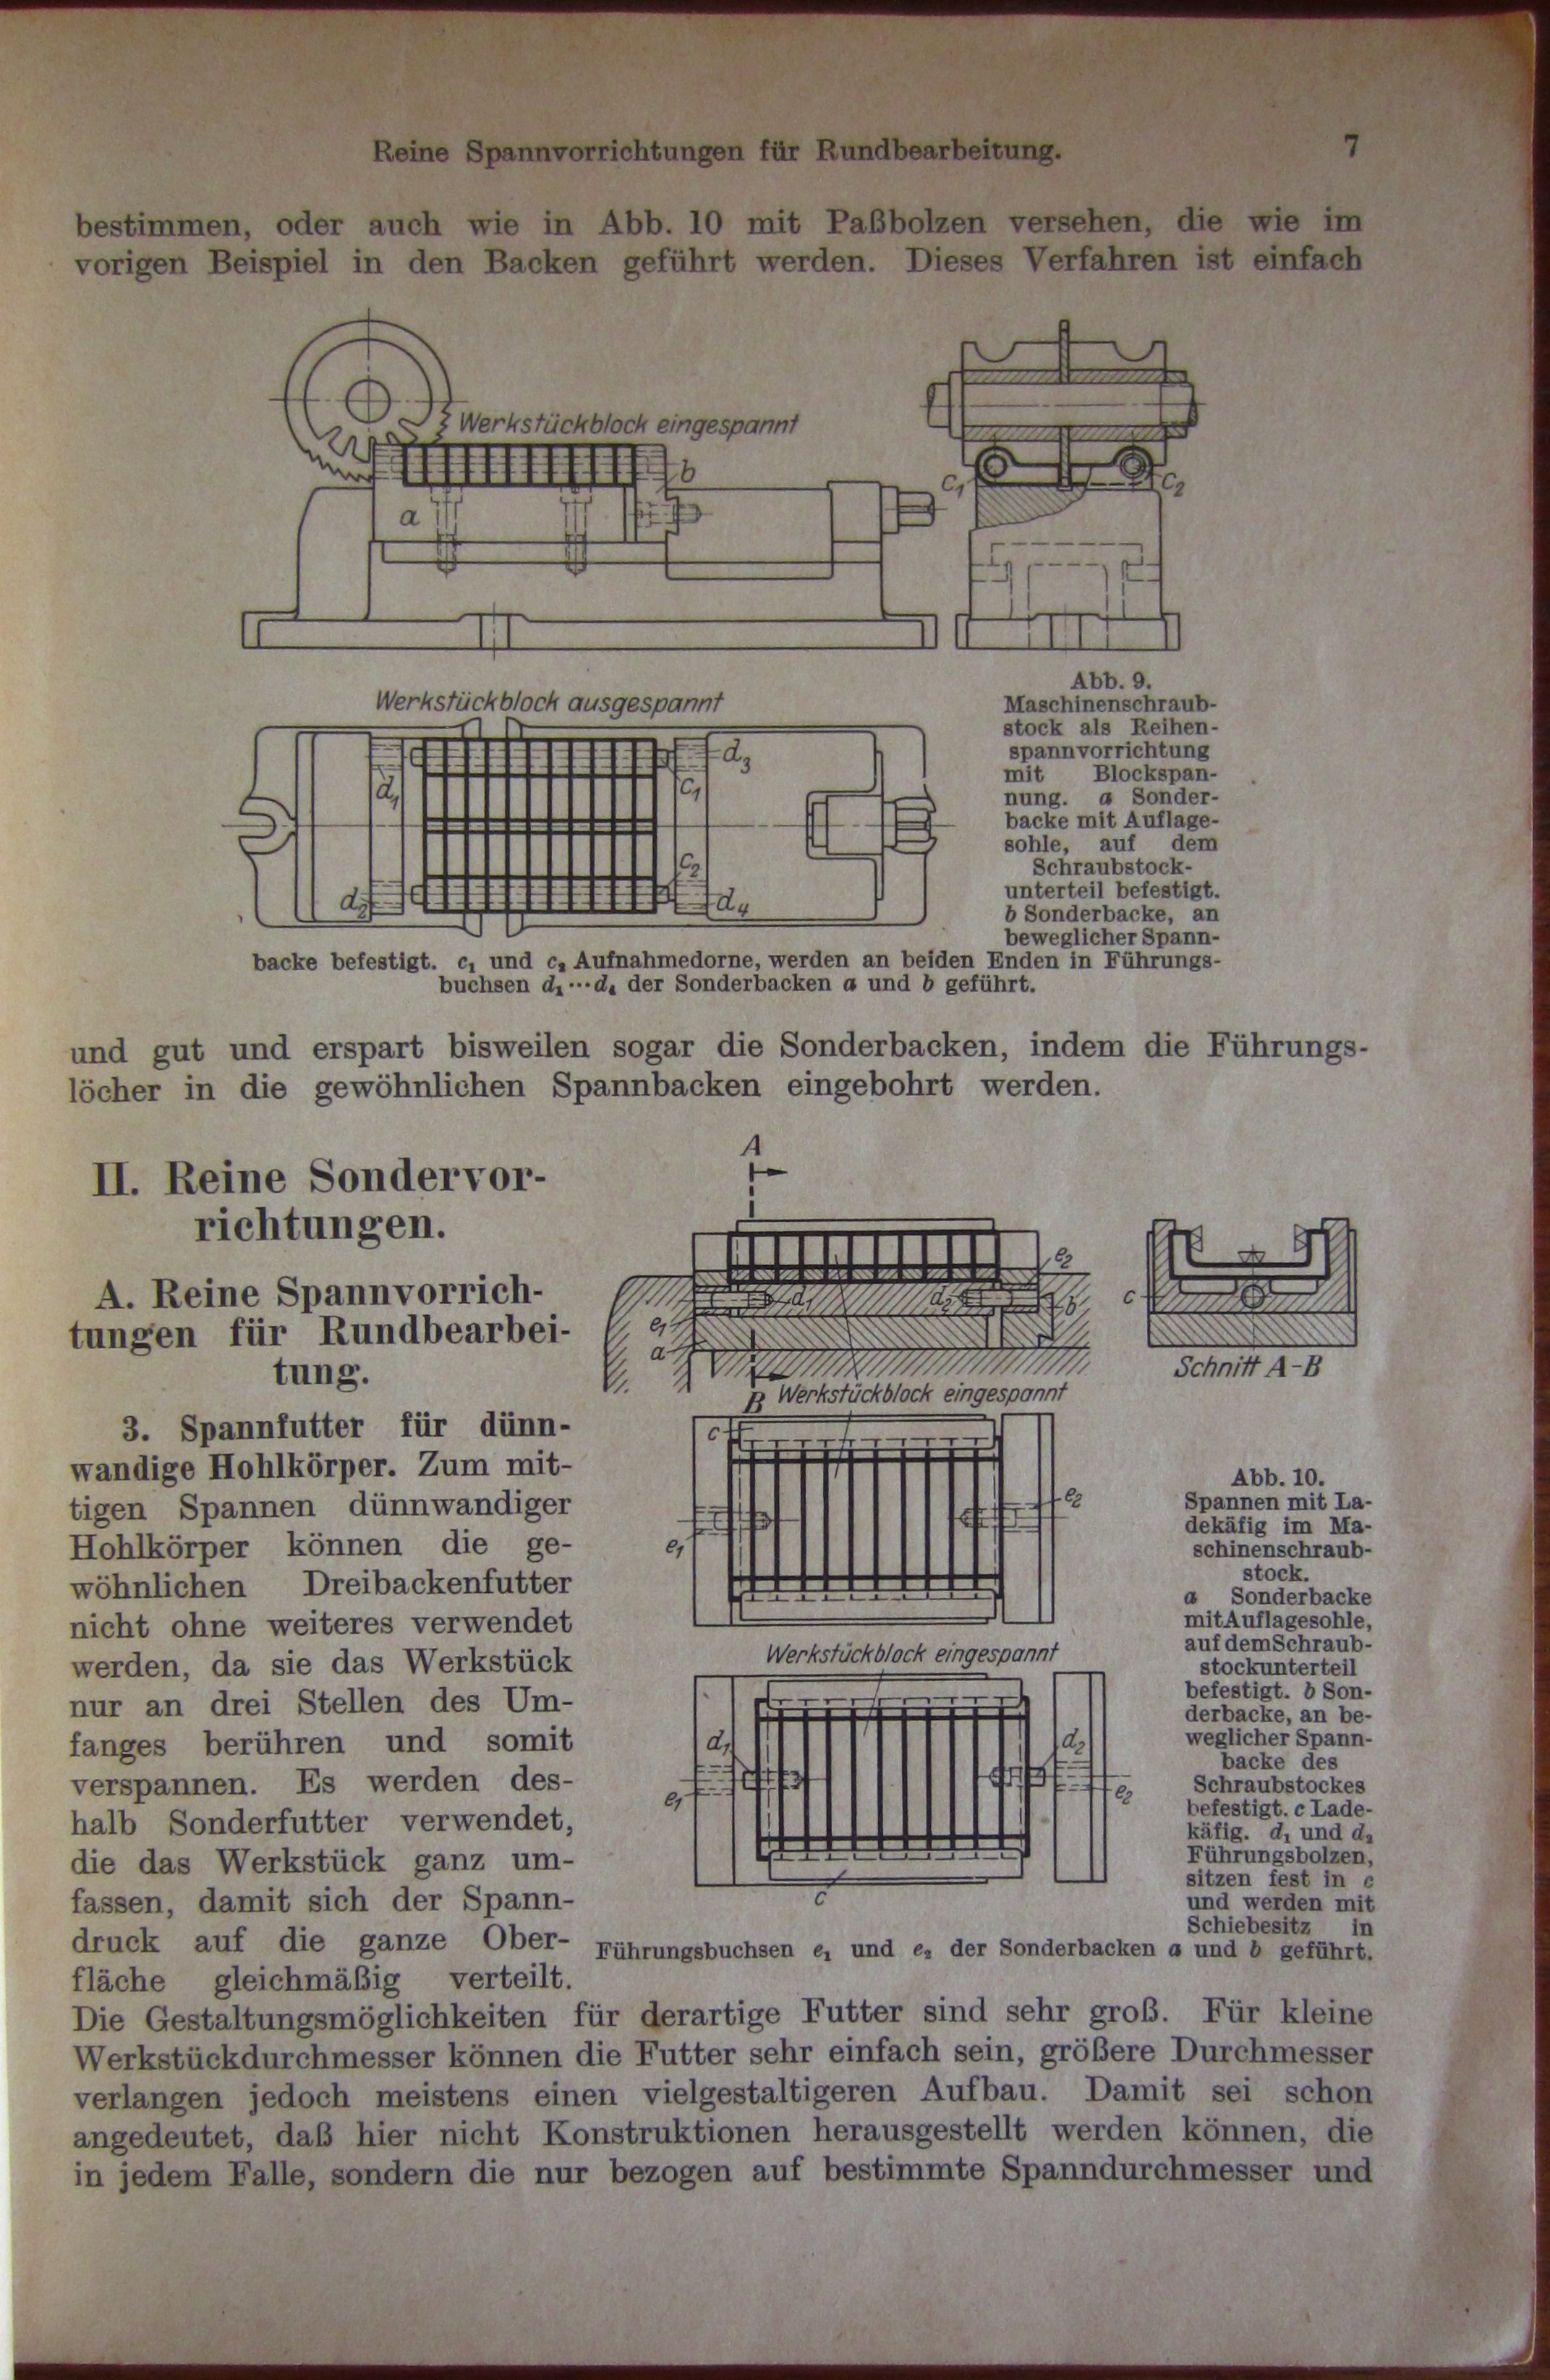 Reine Spannvorrichtungen für Rundbearbeitung. 7
bestimmen, oder auch wie in Abb. 10 mit Paßbolzen versehen, die wie im
vorigen Beispiel in den Backen geführt werden. Dieses Verfahren ist einfach
Werkstückblock eingespannt
b
a
c₁
c₂
Werkstückblock ausgespannt
d₃
d₁
c₁
c₂
d₂
d₄
Abb. 9.
Maschinenschraub-
stock als Reihen-
spannvorrichtung
mit Blockspan-
nung. a Sonder-
backe mit Auflage-
sohle, auf dem
Schraubstock-
unterteil befestigt.
b Sonderbacke, an
beweglicher Spann-
backe befestigt. c₁ und c₂ Aufnahmedorne, werden an beiden Enden in Führungs-
buchsen d₁···d₄ der Sonderbacken a und b geführt.
und gut und erspart bisweilen sogar die Sonderbacken, indem die Führungs-
löcher in die gewöhnlichen Spannbacken eingebohrt werden.
II. Reine Sondervor-
richtungen.
A. Reine Spannvorrich-
tungen für Rundbearbei-
tung.
3. Spannfutter für dünn-
wandige Hohlkörper. Zum mit-
tigen Spannen dünnwandiger
Hohlkörper können die ge-
wöhnlichen Dreibackenfutter
nicht ohne weiteres verwendet
werden, da sie das Werkstück
nur an drei Stellen des Um-
fanges berühren und somit
verspannen. Es werden des-
halb Sonderfutter verwendet,
die das Werkstück ganz um-
fassen, damit sich der Spann-
druck auf die ganze Ober-
fläche gleichmäßig verteilt.
A
e₂
d₁
d₂
b
e₁
a
c
B
Werkstückblock eingespannt
Schnitt A-B
c
e₂
e₁
Werkstückblock eingespannt
d₁
d₂
e₁
e₂
c
Abb. 10.
Spannen mit La-
dekäfig im Ma-
schinenschraub-
stock.
a Sonderbacke
mit Auflagesohle,
auf dem Schraub-
stockunterteil
befestigt. b Son-
derbacke, an be-
weglicher Spann-
backe des
Schraubstockes
befestigt. c Lade-
käfig. d₁ und d₂
Führungsbolzen,
sitzen fest in c
und werden mit
Schiebesitz in
Führungsbuchsen e₁ und e₂ der Sonderbacken a und b geführt.
Die Gestaltungsmöglichkeiten für derartige Futter sind sehr groß. Für kleine
Werkstückdurchmesser können die Futter sehr einfach sein, größere Durchmesser
verlangen jedoch meistens einen vielgestaltigeren Aufbau. Damit sei schon
angedeutet, daß hier nicht Konstruktionen herausgestellt werden können, die
in jedem Falle, sondern die nur bezogen auf bestimmte Spanndurchmesser und